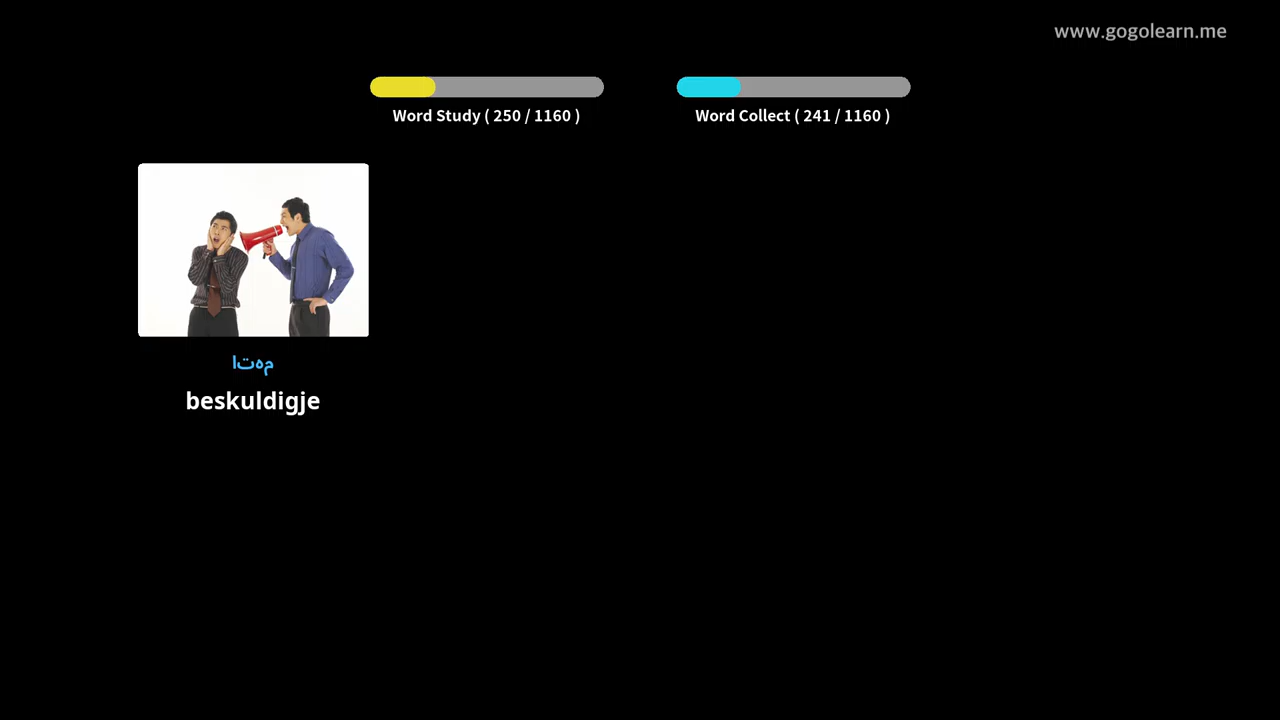 www.gogolearn.me
Word Study ( 250 / 1160 )
Word Collect ( 241 / 1160 )
اتهم
beskuldigje